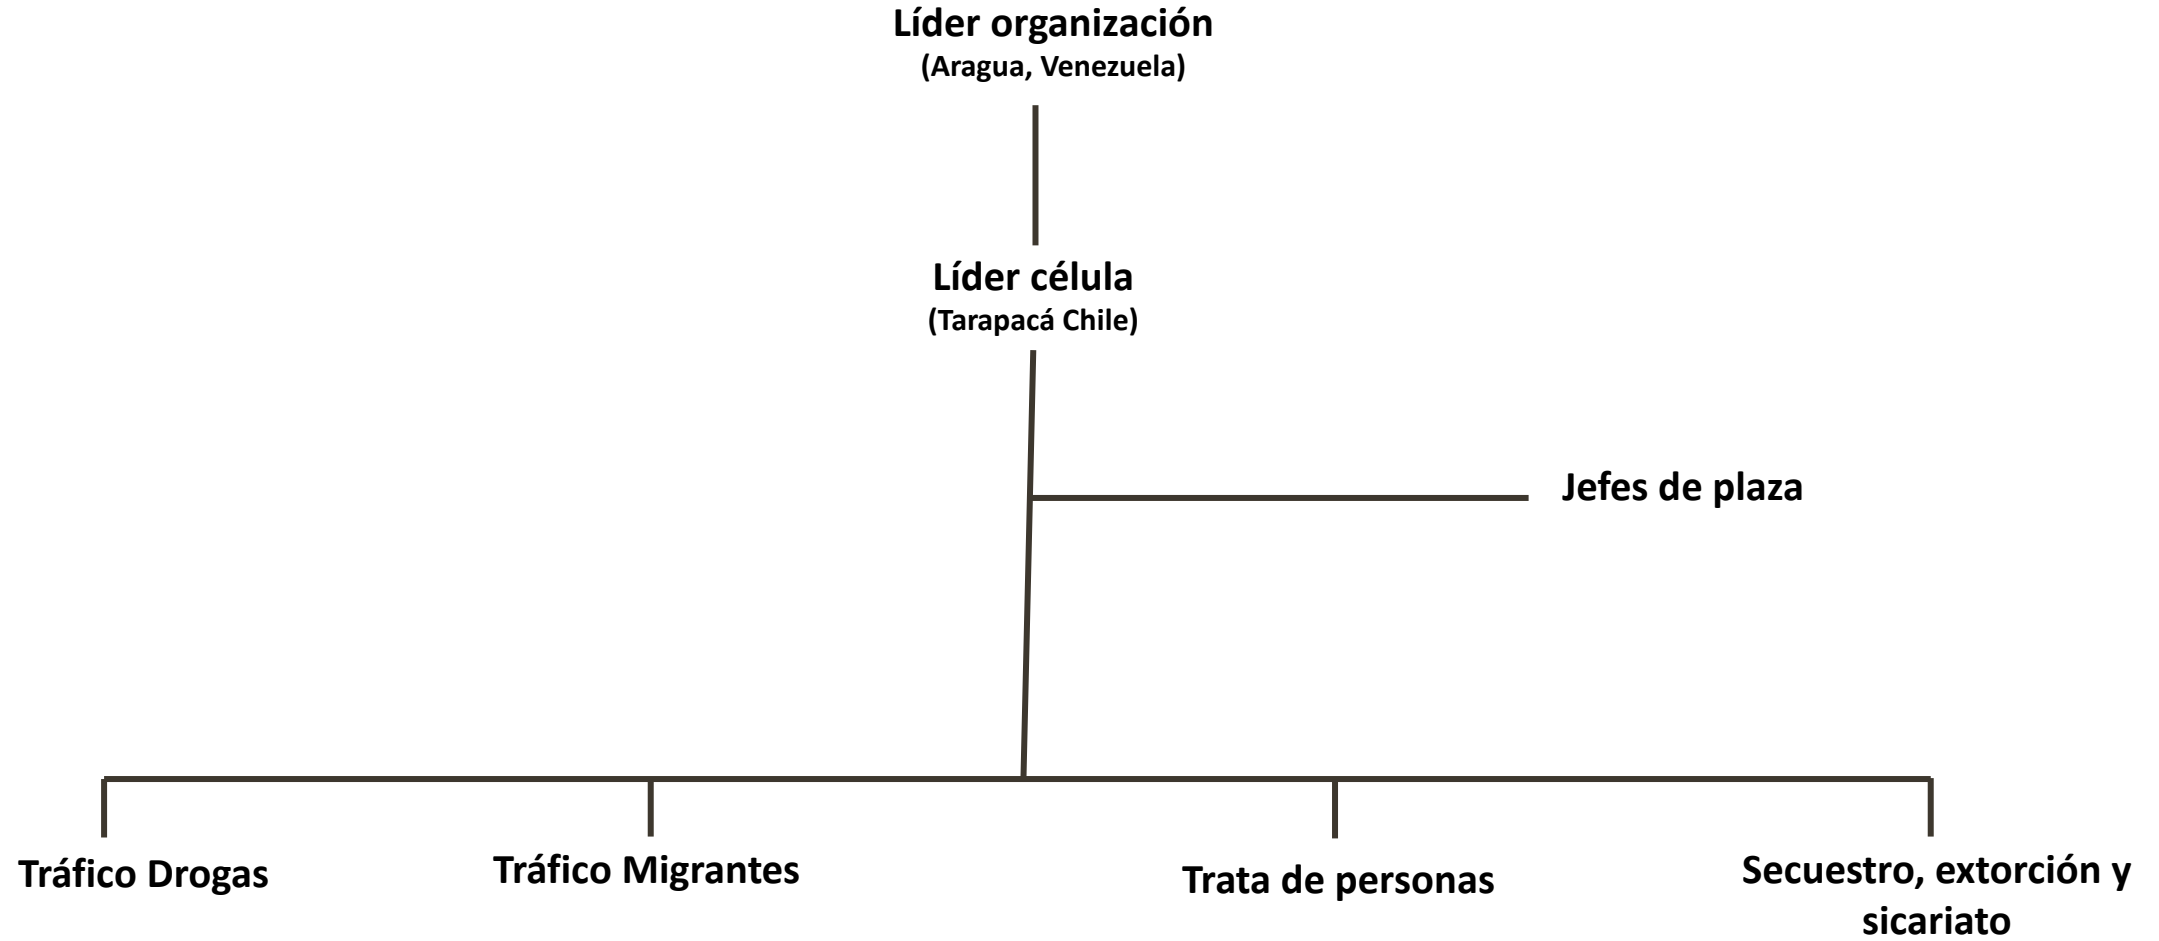 Líder organización
(Aragua, Venezuela)
Líder célula
(Tarapacá Chile)
Jefes de plaza
Tráfico Drogas
Tráfico Migrantes
Trata de personas
Secuestro, extorción y
sicariato